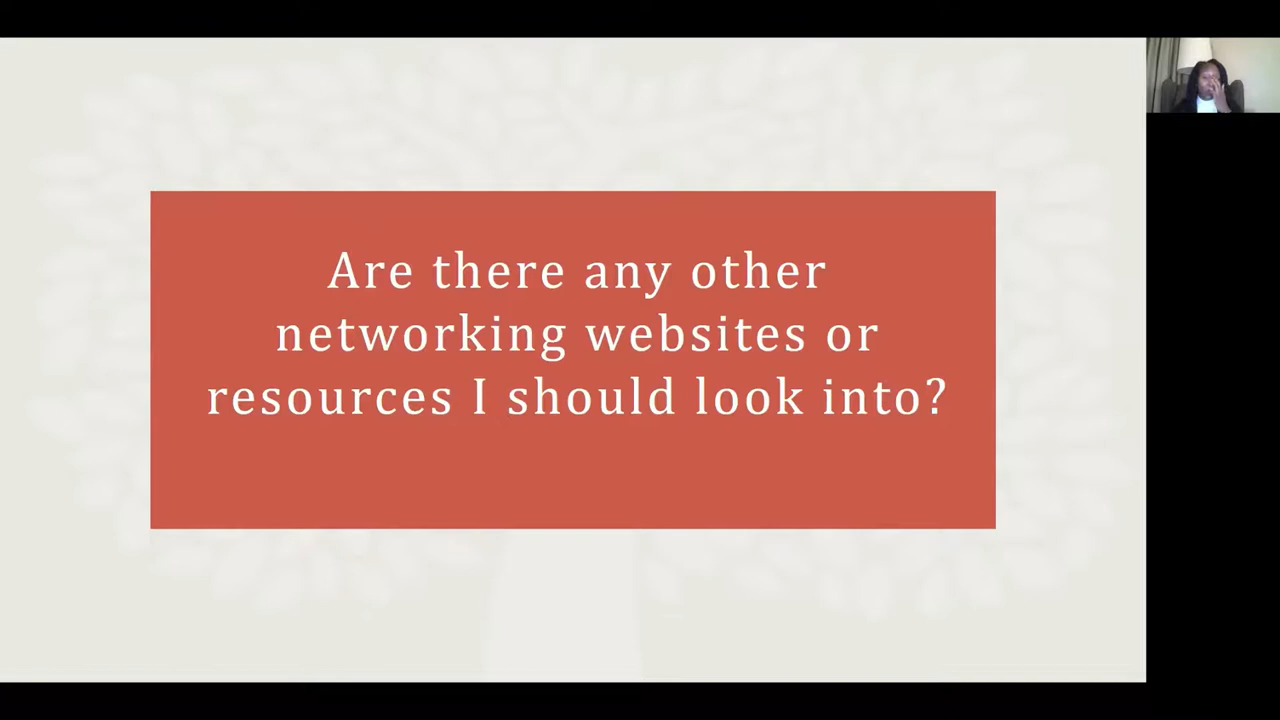 Are there any other
networking websites or
resources I should look into?